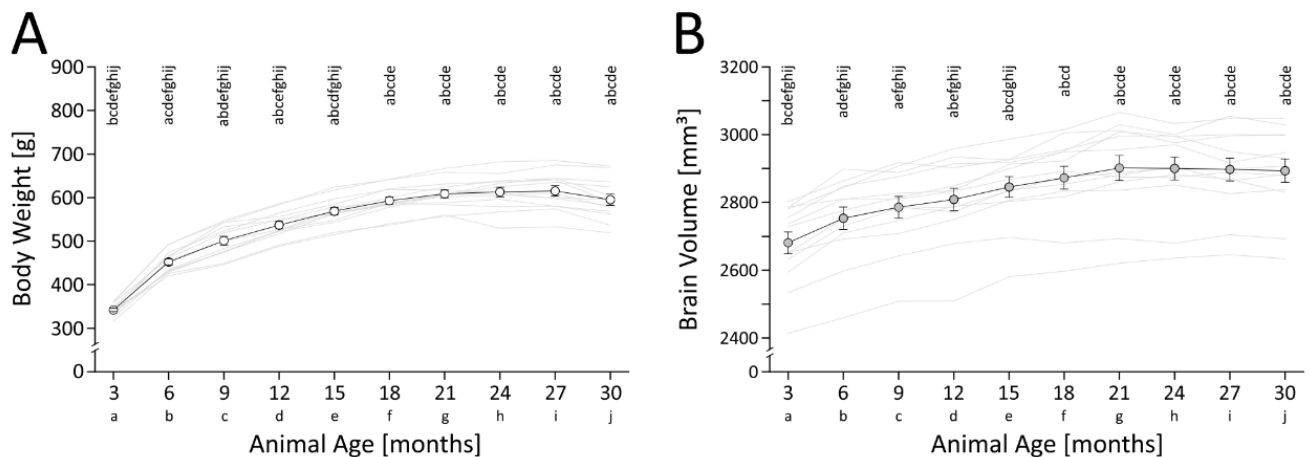 A
Body Weight [g]
900
800
700
600
500
400
300
0
bcdefghij
acdefghij
abdefghij
abcefghij
abcdfghij
abcde
abcde
abcde
abcde
abcde
3 6 9 12 15 18 21 24 27 30
a b c d e f g h i j
Animal Age [months]
B
Brain Volume [mm³]
3200
3000
2800
2600
2400
0
bcdefghij
adefghij
aefghij
abefghij
abcdghij
abcd
abcde
abcde
abcde
abcde
3 6 9 12 15 18 21 24 27 30
a b c d e f g h i j
Animal Age [months]